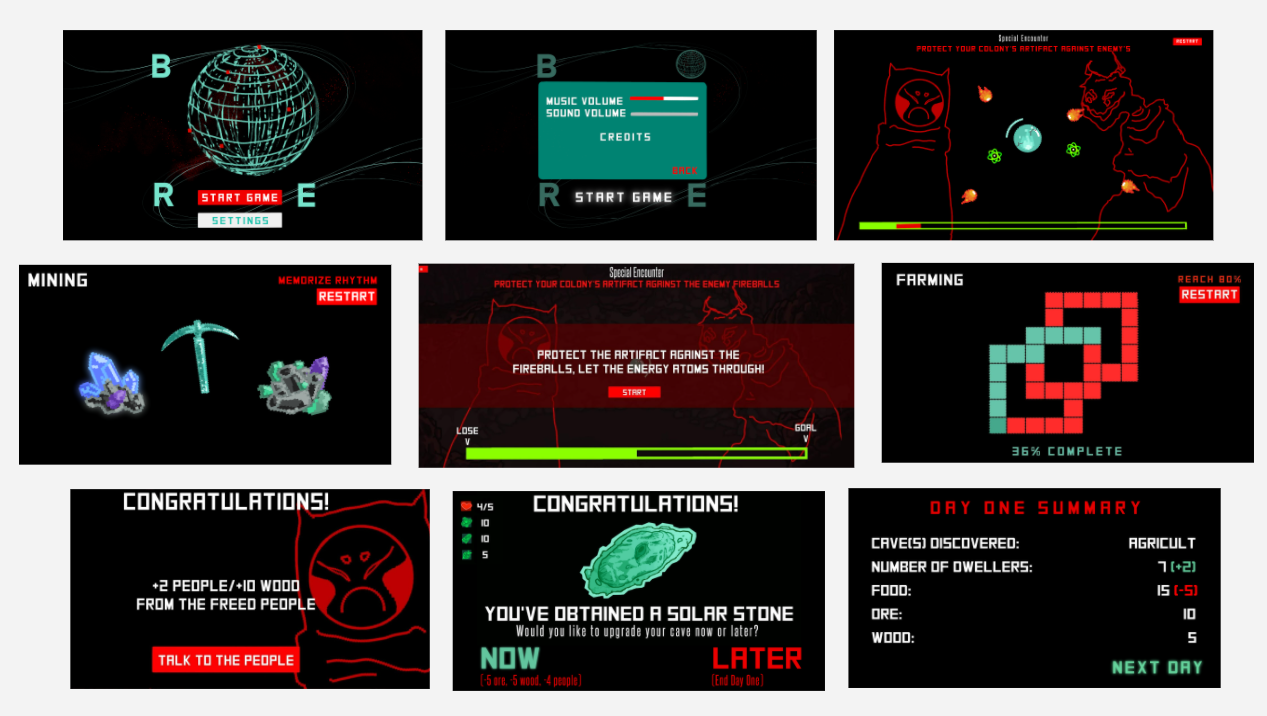 B
R
E
START GAME
SETTINGS
B
MUSIC VOLUME
SOUND VOLUME
CREDITS
BACK
R
START GAME
E
Special Encounter
PROTECT YOUR COLONY'S ARTIFACT AGAINST ENEMY'S
RESTART
MINING
MEMORIZE RHYTHM
RESTART
Special Encounter
PROTECT YOUR COLONY'S ARTIFACT AGAINST THE ENEMY FIREBALLS
PROTECT THE ARTIFACT AGAINST THE
FIREBALLS, LET THE ENERGY ATOMS THROUGH!
START
LOSE
V
GOAL
V
FARMING
REACH 80%
RESTART
36% COMPLETE
CONGRATULATIONS!
+2 PEOPLE/+10 WOOD
FROM THE FREED PEOPLE
TALK TO THE PEOPLE
4/5
10
10
5
CONGRATULATIONS!
YOU'VE OBTAINED A SOLAR STONE
Would you like to upgrade your cave now or later?
NOW
(-5 ore, -5 wood, -4 people)
LATER
(End Day One)
DAY ONE SUMMARY
CAVE(S) DISCOVERED: AGRICULT
NUMBER OF DWELLERS: 7 (+2)
FOOD: 15 (-5)
ORE: 10
WOOD: 5
NEXT DAY